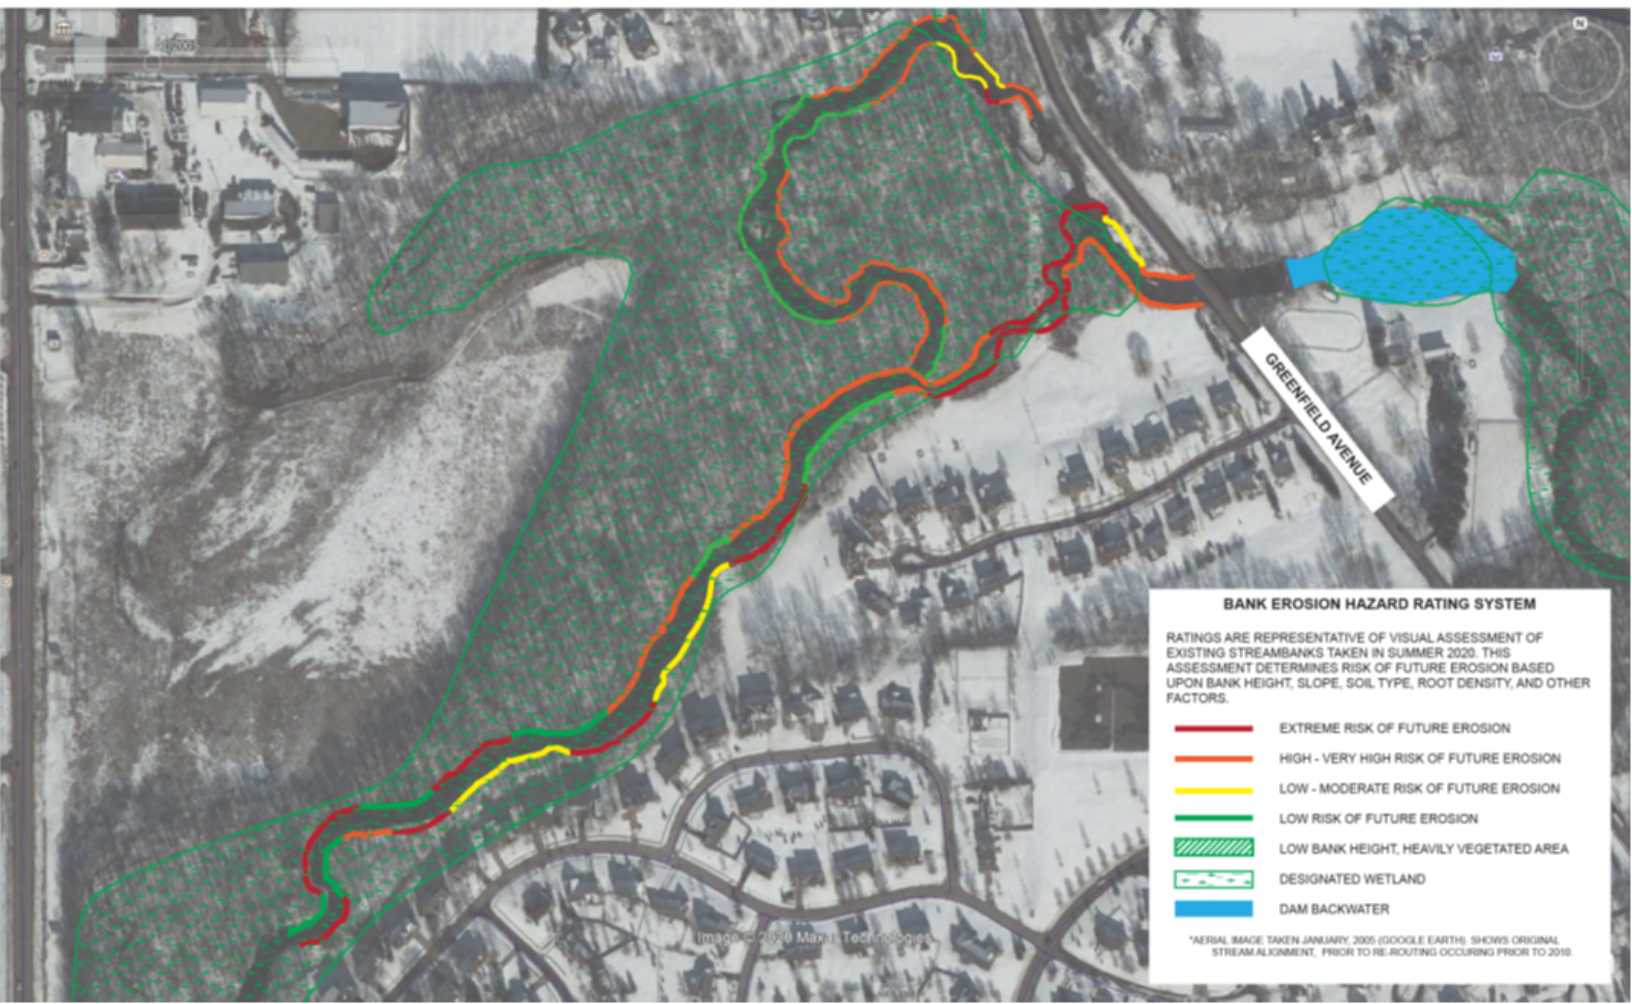 1/2005
N
GREENFIELD AVENUE
BANK EROSION HAZARD RATING SYSTEM
RATINGS ARE REPRESENTATIVE OF VISUAL ASSESSMENT OF
EXISTING STREAMBANKS TAKEN IN SUMMER 2020. THIS
ASSESSMENT DETERMINES RISK OF FUTURE EROSION BASED
UPON BANK HEIGHT, SLOPE, SOIL TYPE, ROOT DENSITY, AND OTHER
FACTORS.
EXTREME RISK OF FUTURE EROSION
HIGH - VERY HIGH RISK OF FUTURE EROSION
LOW - MODERATE RISK OF FUTURE EROSION
LOW RISK OF FUTURE EROSION
LOW BANK HEIGHT, HEAVILY VEGETATED AREA
DESIGNATED WETLAND
DAM BACKWATER
*AERIAL IMAGE TAKEN JANUARY, 2005 (GOOGLE EARTH). SHOWS ORIGINAL
STREAM ALIGNMENT, PRIOR TO RE-ROUTING OCCURING PRIOR TO 2010.
Image © 2020 Maxar Technologies